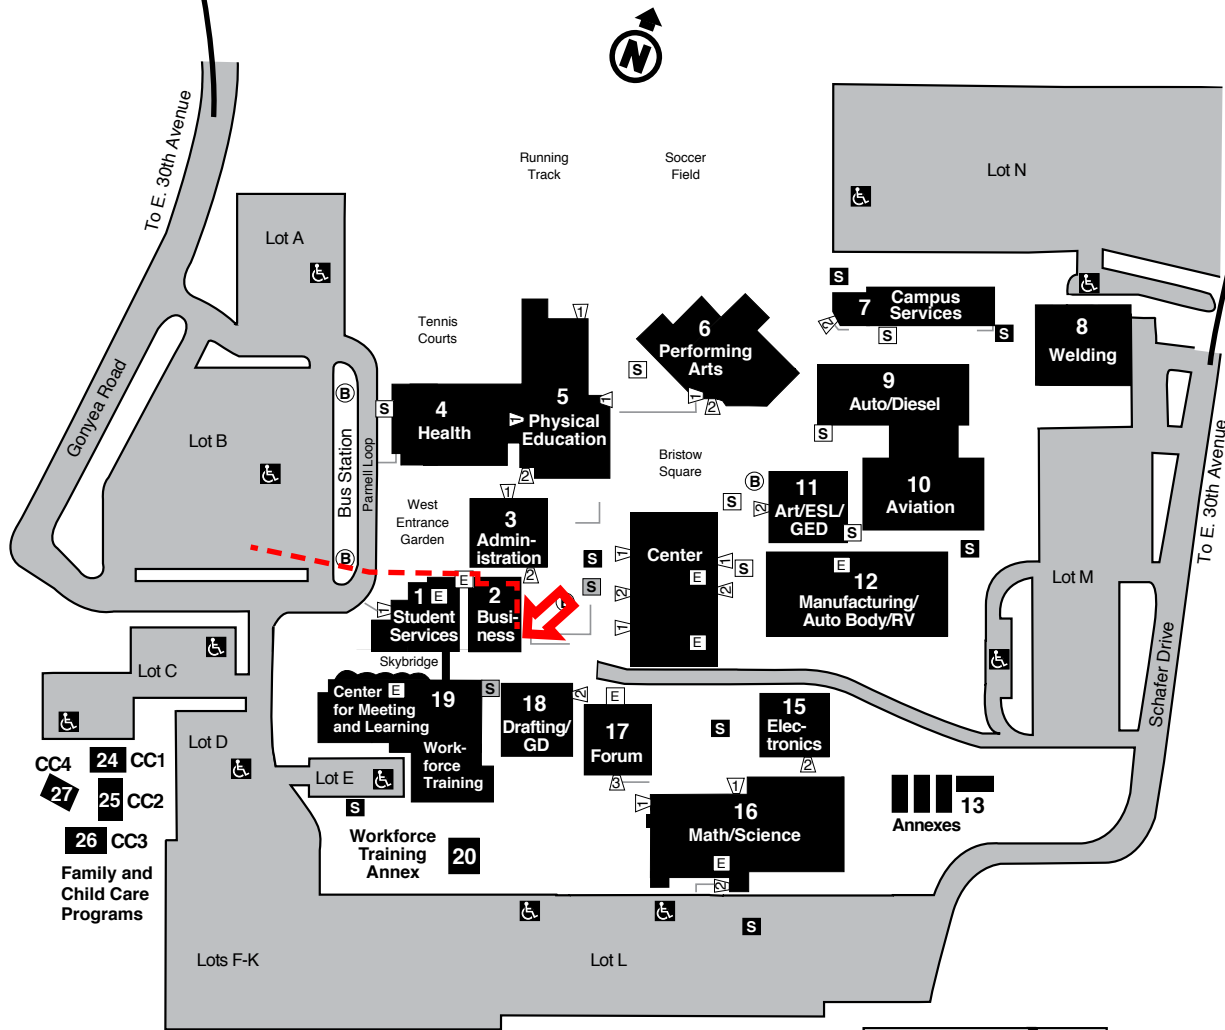 N
To E. 30th Avenue
Running
Track
Soccer
Field
Lot N
Lot A
S
Campus
Services
7
2
S
S
8
Welding
Tennis
Courts
1
6
Performing
Arts
S
1
2
Gonyea Road
B
S
4
Health
1
5
Physical
Education
1
2
9
Auto/Diesel
S
Lot B
Bus Station
Parnell Loop
B
Bristow
Square
B
S
2
11
Art/ESL/
GED
S
10
Aviation
S
To E. 30th Avenue
West
Entrance
Garden
1
3
Admin-
istration
2
S
S
B
Center
1
2
1
1
2
E
E
S
E
12
Manufacturing/
Auto Body/RV
Lot M
1
E
Student
Services
1
E
2
Busi-
ness
Skybridge
Lot C
Schafer Drive
Center
E
for Meeting
and Learning
19
Work-
force
Training
S
18
Drafting/
GD
2
E
17
Forum
3
S
15
Elec-
tronics
2
Lot D
CC4
27
24
CC1
25
CC2
26
CC3
Family and
Child Care
Programs
Lot E
S
Workforce
Training
Annex
20
1
1
16
Math/Science
E
2
13
Annexes
S
Lots F-K
Lot L